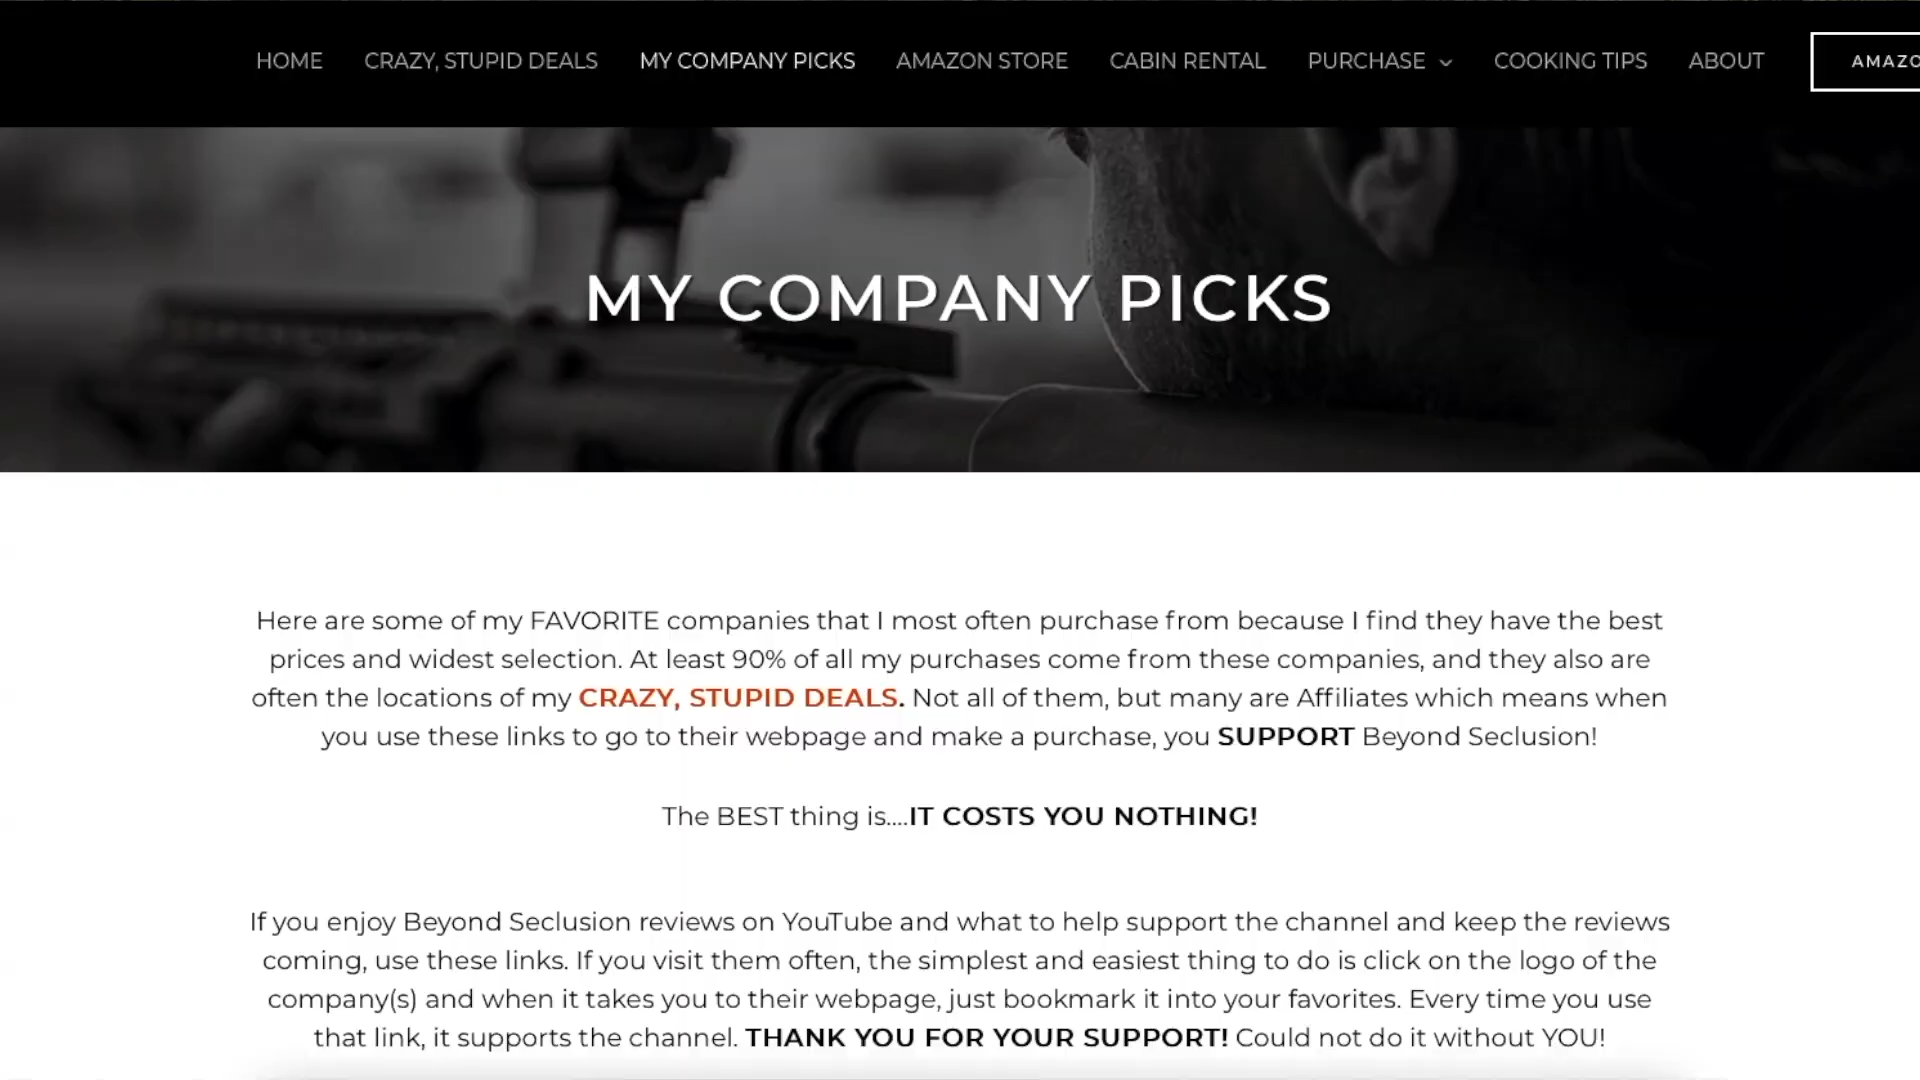 HOME CRAZY, STUPID DEALS MY COMPANY PICKS AMAZON STORE CABIN RENTAL PURCHASE COOKING TIPS ABOUT
MY COMPANY PICKS
Here are some of my FAVORITE companies that I most often purchase from because I find they have the best
prices and widest selection. At least 90% of all my purchases come from these companies, and they also are
often the locations of my CRAZY, STUPID DEALS. Not all of them, but many are Affiliates which means when
you use these links to go to their webpage and make a purchase, you SUPPORT Beyond Seclusion!
The BEST thing is....IT COSTS YOU NOTHING!
If you enjoy Beyond Seclusion reviews on YouTube and what to help support the channel and keep the reviews
coming, use these links. If you visit them often, the simplest and easiest thing to do is click on the logo of the
company(s) and when it takes you to their webpage, just bookmark it into your favorites. Every time you use
that link, it supports the channel. THANK YOU FOR YOUR SUPPORT! Could not do it without YOU!